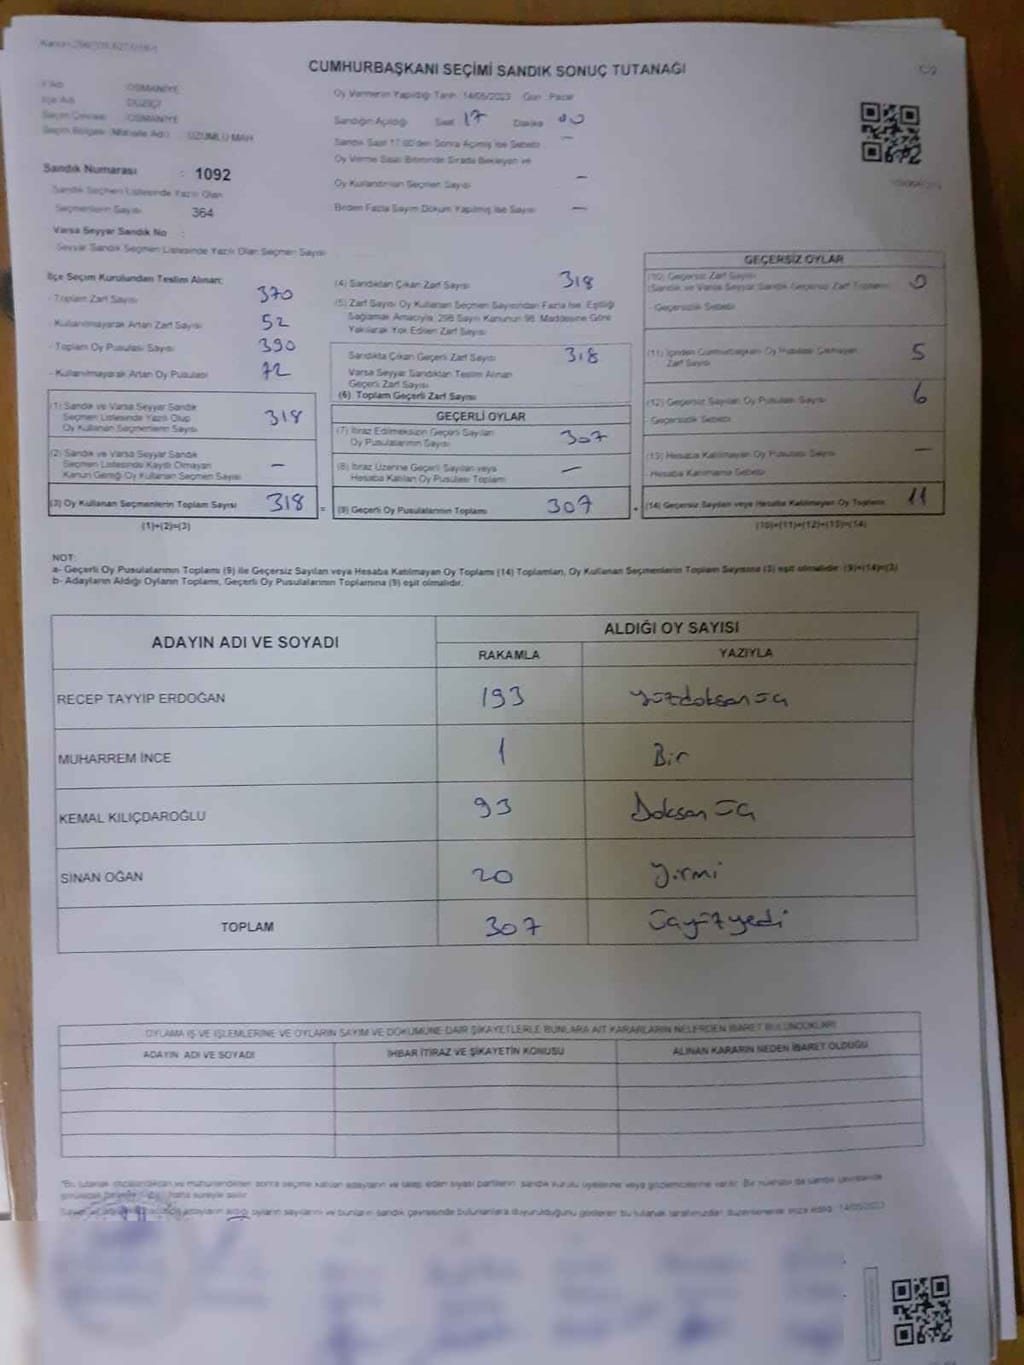 CUMHURBAŞKANI SEÇİMİ SANDIK SONUÇ TUTANAĞI
İl Adı : OSMANİYE
İlçe Adı : DÜZİÇİ
Seçim Çevresi : OSMANİYE
Seçim Bölgesi (Mahalle Adı) : ÜZÜMLÜ MAH
Sandık Numarası : 1092
Sandık Seçmen Listesinde Yazılı Olan
Seçmenlerin Sayısı 364
Varsa Seyyar Sandık No :
Seyyar Sandık Seçmen Listesinde Yazılı Olan Seçmen Sayısı
Oy Vermenin Yapıldığı Tarih : 14/05/2023 Gün : Pazar
Sandığın Açıldığı Saat 17 Dakika 00
Sandık Saat 17:00'den Sonra Açılmış İse Sebebi —
Oy Verme Saati Bitiminde Sırada Bekleyen ve
Oy Kullandırılan Seçmen Sayısı —
Birden Fazla Sayım Döküm Yapılmış İse Sayısı —
İlçe Seçim Kurulundan Teslim Alınan:
- Toplam Zarf Sayısı 370
- Kullanılmayarak Artan Zarf Sayısı 52
- Toplam Oy Pusulası Sayısı 390
- Kullanılmayarak Artan Oy Pusulası 72
(1) Sandık ve Varsa Seyyar Sandık
Seçmen Listesinde Yazılı Olup
Oy Kullanan Seçmenlerin Sayısı 318
(2) Sandık ve Varsa Seyyar Sandık
Seçmen Listesinde Kayıtlı Olmayan
Kanun Gereği Oy Kullanan Seçmen Sayısı —
(3) Oy Kullanan Seçmenlerin Toplam Sayısı 318 =
(1)+(2)=(3)
(4) Sandıktan Çıkan Zarf Sayısı 318
(5) Zarf Sayısı Oy Kullanan Seçmen Sayısından Fazla İse, Eşitliği
Sağlamak Amacıyla 298 Sayılı Kanunun 98. Maddesine Göre
Yakılarak Yok Edilen Zarf Sayısı
Sandıkta Çıkan Geçerli Zarf Sayısı 318
Varsa Seyyar Sandıktan Teslim Alınan
Geçerli Zarf Sayısı
(6) Toplam Geçerli Zarf Sayısı
GEÇERLİ OYLAR
(7) İtiraz Edilmeksizin Geçerli Sayılan
Oy Pusulalarının Sayısı 307
(8) İtiraz Üzerine Geçerli Sayılan veya
Hesaba Katılan Oy Pusulası Toplamı —
(9) Geçerli Oy Pusulalarının Toplamı 307 +
GEÇERSİZ OYLAR
(10) Geçersiz Zarf Sayısı
(Sandık ve Varsa Seyyar Sandık Geçersiz Zarf Toplamı) 0
- Geçersizlik Sebebi:
(11) İçinden Cumhurbaşkanı Oy Pusulası Çıkmayan
Zarf Sayısı 5
(12) Geçersiz Sayılan Oy Pusulası Sayısı 6
- Geçersizlik Sebebi:
(13) Hesaba Katılmayan Oy Pusulası Sayısı —
Hesaba Katılmama Sebebi
(14) Geçersiz Sayılan veya Hesaba Katılmayan Oy Toplamı 11
(10)+(11)+(12)+(13)=(14)
NOT:
a- Geçerli Oy Pusulalarının Toplamı (9) ile Geçersiz Sayılan veya Hesaba Katılmayan Oy Toplamı (14) Toplamları, Oy Kullanan Seçmenlerin Toplam Sayısına (3) eşit olmalıdır. (9)+(14)=(3)
b- Adayların Aldığı Oyların Toplamı, Geçerli Oy Pusulalarının Toplamına (9) eşit olmalıdır.
ADAYIN ADI VE SOYADI ALDIĞI OY SAYISI
RAKAMLA YAZIYLA
RECEP TAYYIP ERDOĞAN 193 yüzdoksan üç
MUHARREM İNCE 1 Bir
KEMAL KILIÇDAROĞLU 93 Doksan üç
SİNAN OĞAN 20 yirmi
TOPLAM 307 üçyüzyedi
OYLAMA İŞ VE İŞLEMLERİNE VE OYLARIN SAYIM VE DÖKÜMÜNE DAİR ŞİKAYETLERLE BUNLARA AİT KARARLARIN NELERDEN İBARET BULUNDUKLARI
ADAYIN ADI VE SOYADI İHBAR İTİRAZ VE ŞİKAYETİN KONUSU ALINAN KARARIN NEDEN İBARET OLDUĞU